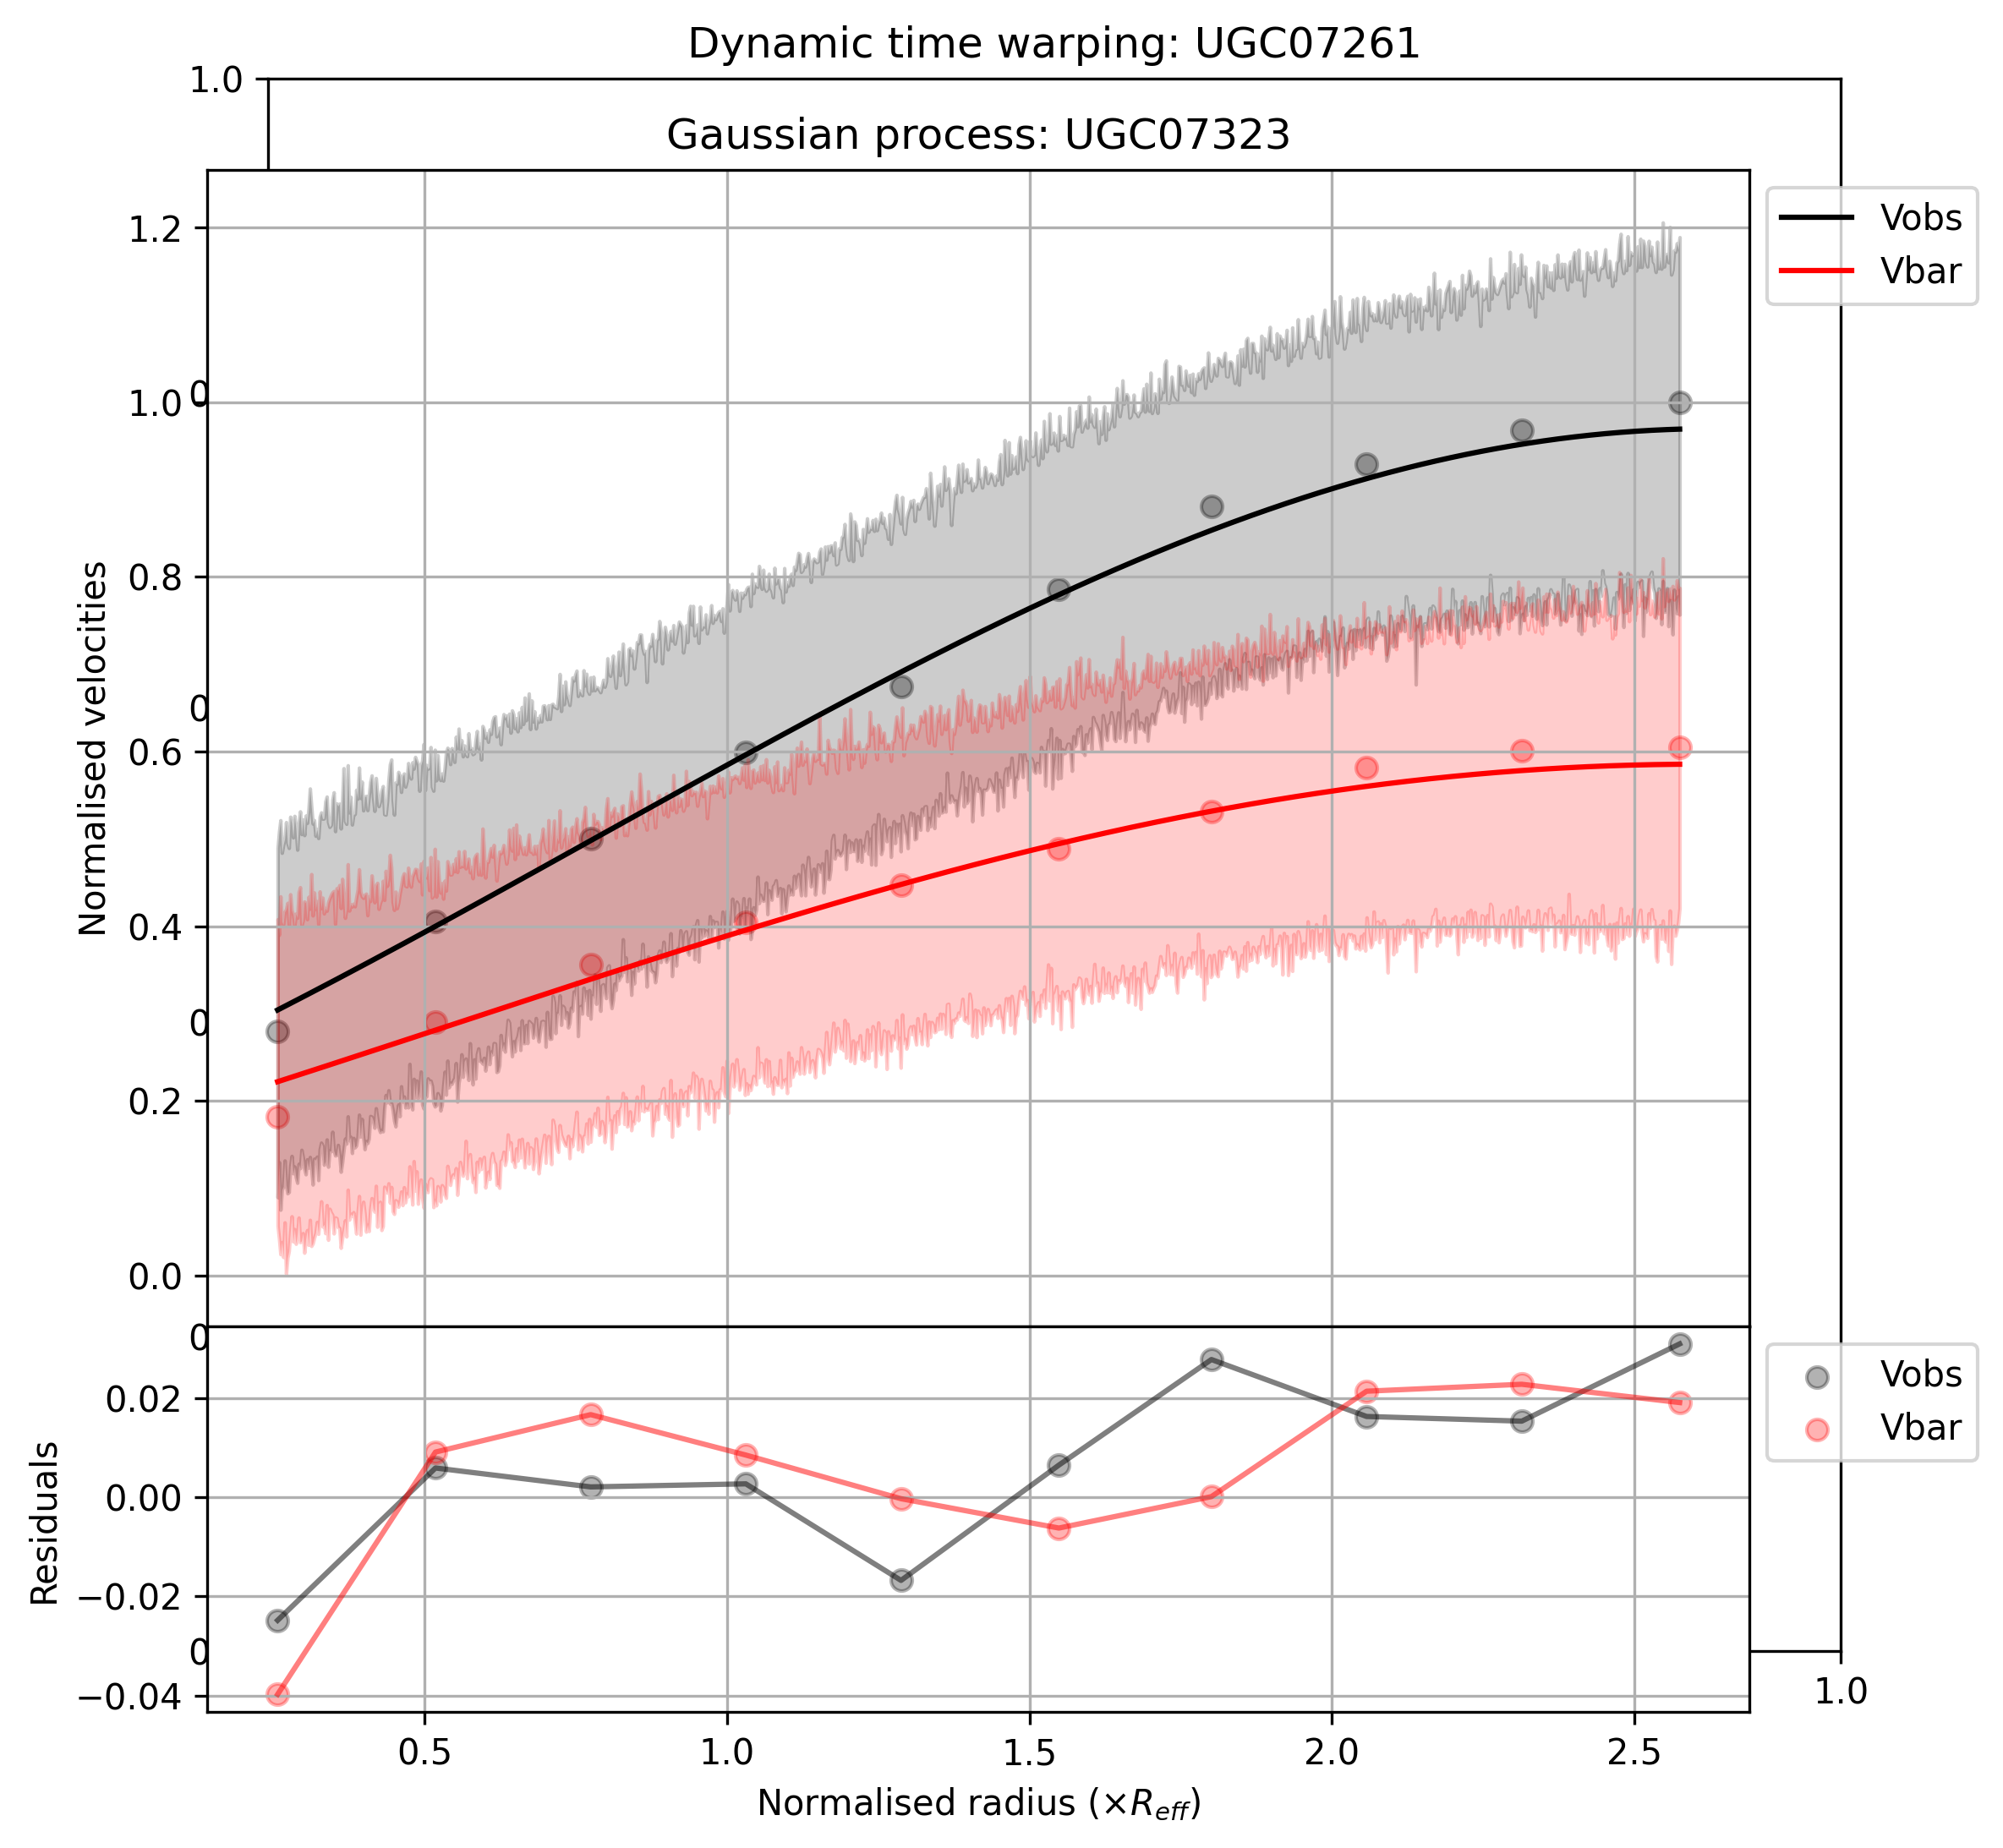 Dynamic time warping: UGC07261
1.0
Gaussian process: UGC07323
Vobs
Vbar
1.2
1.0
0
0.8
0
0.6
0.4
0
0.2
0.0
Normalised velocities
0
Vobs
Vbar
0.02
0.00
−0.02
0
−0.04
Residuals
1.0
0.5 1.0 1.5 2.0 2.5
Normalised radius (×R_eff)